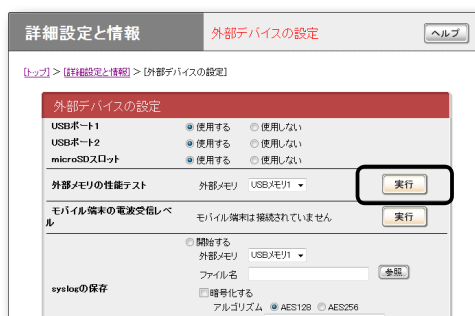 詳細設定と情報 外部デバイスの設定 ヘルプ
[トップ] > [詳細設定と情報] > [外部デバイスの設定]
外部デバイスの設定
USBポート1 使用する 使用しない
USBポート2 使用する 使用しない
microSDスロット 使用する 使用しない
外部メモリの性能テスト 外部メモリ USBメモリ1 実行
モバイル端末の電波受信レベ
ル モバイル端末は接続されていません 実行
開始する
外部メモリ USBメモリ1
ファイル名 参照
syslogの保存 暗号化する
アルゴリズム AES128 AES256